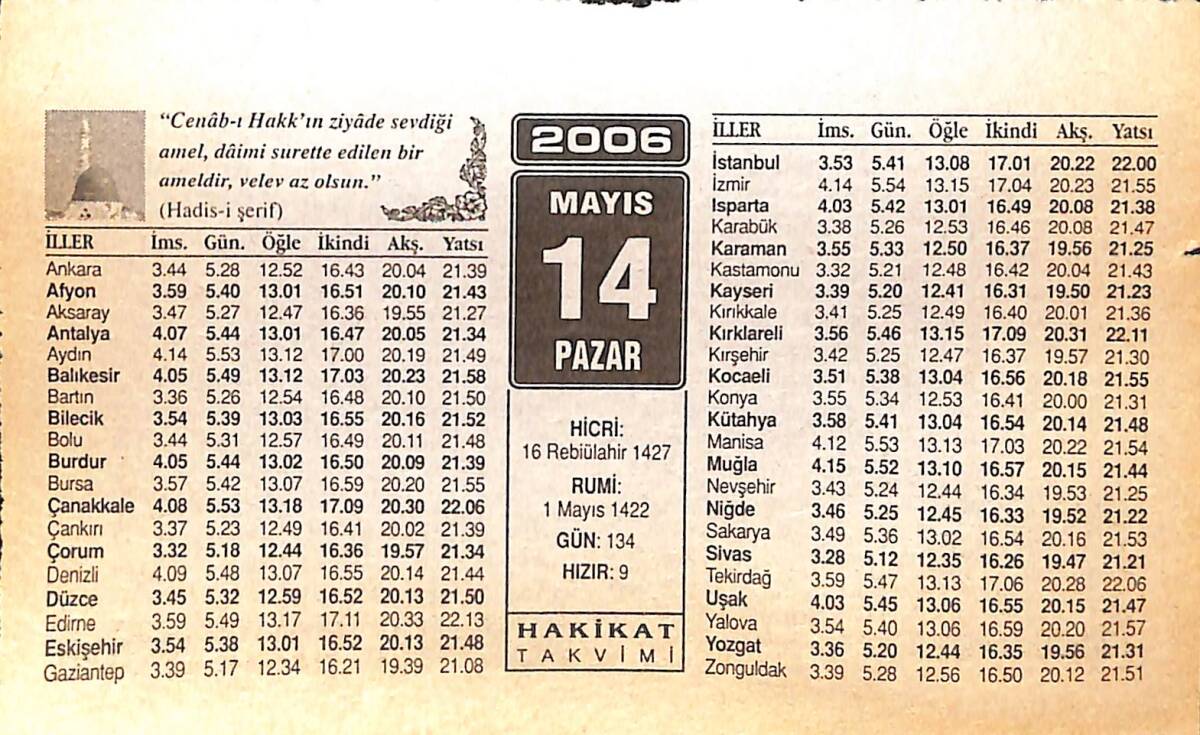 "Cenâb-ı Hakk'ın ziyâde sevdiği
amel, dâimi surette edilen bir
ameldir, velev az olsun."
(Hadis-i şerif)
İLLER İms. Gün. Öğle İkindi Akş. Yatsı
Ankara 3.44 5.28 12.52 16.43 20.04 21.39
Afyon 3.59 5.40 13.01 16.51 20.10 21.43
Aksaray 3.47 5.27 12.47 16.36 19.55 21.27
Antalya 4.07 5.44 13.01 16.47 20.05 21.34
Aydın 4.14 5.53 13.12 17.00 20.19 21.49
Balıkesir 4.05 5.49 13.12 17.03 20.23 21.58
Bartın 3.36 5.26 12.54 16.48 20.10 21.50
Bilecik 3.54 5.39 13.03 16.55 20.16 21.52
Bolu 3.44 5.31 12.57 16.49 20.11 21.48
Burdur 4.05 5.44 13.02 16.50 20.09 21.39
Bursa 3.57 5.42 13.07 16.59 20.20 21.55
Çanakkale 4.08 5.53 13.18 17.09 20.30 22.06
Çankırı 3.37 5.23 12.49 16.41 20.02 21.39
Çorum 3.32 5.18 12.44 16.36 19.57 21.34
Denizli 4.09 5.48 13.07 16.55 20.14 21.44
Düzce 3.45 5.32 12.59 16.52 20.13 21.50
Edirne 3.59 5.49 13.17 17.11 20.33 22.13
Eskişehir 3.54 5.38 13.01 16.52 20.13 21.48
Gaziantep 3.39 5.17 12.34 16.21 19.39 21.08
2006
MAYIS
14
PAZAR
HİCRİ:
16 Rebiülahir 1427
RUMİ:
1 Mayıs 1422
GÜN: 134
HIZIR: 9
HAKİKAT
TAKVİMİ
İLLER İms. Gün. Öğle İkindi Akş. Yatsı
İstanbul 3.53 5.41 13.08 17.01 20.22 22.00
İzmir 4.14 5.54 13.15 17.04 20.23 21.55
Isparta 4.03 5.42 13.01 16.49 20.08 21.38
Karabük 3.38 5.26 12.53 16.46 20.08 21.47
Karaman 3.55 5.33 12.50 16.37 19.56 21.25
Kastamonu 3.32 5.21 12.48 16.42 20.04 21.43
Kayseri 3.39 5.20 12.41 16.31 19.50 21.23
Kırıkkale 3.41 5.25 12.49 16.40 20.01 21.36
Kırklareli 3.56 5.46 13.15 17.09 20.31 22.11
Kırşehir 3.42 5.25 12.47 16.37 19.57 21.30
Kocaeli 3.51 5.38 13.04 16.56 20.18 21.55
Konya 3.55 5.34 12.53 16.41 20.00 21.31
Kütahya 3.58 5.41 13.04 16.54 20.14 21.48
Manisa 4.12 5.53 13.13 17.03 20.22 21.54
Muğla 4.15 5.52 13.10 16.57 20.15 21.44
Nevşehir 3.43 5.24 12.44 16.34 19.53 21.25
Niğde 3.46 5.25 12.45 16.33 19.52 21.22
Sakarya 3.49 5.36 13.02 16.54 20.16 21.53
Sivas 3.28 5.12 12.35 16.26 19.47 21.21
Tekirdağ 3.59 5.47 13.13 17.06 20.28 22.06
Uşak 4.03 5.45 13.06 16.55 20.15 21.47
Yalova 3.54 5.40 13.06 16.59 20.20 21.57
Yozgat 3.36 5.20 12.44 16.35 19.56 21.31
Zonguldak 3.39 5.28 12.56 16.50 20.12 21.51